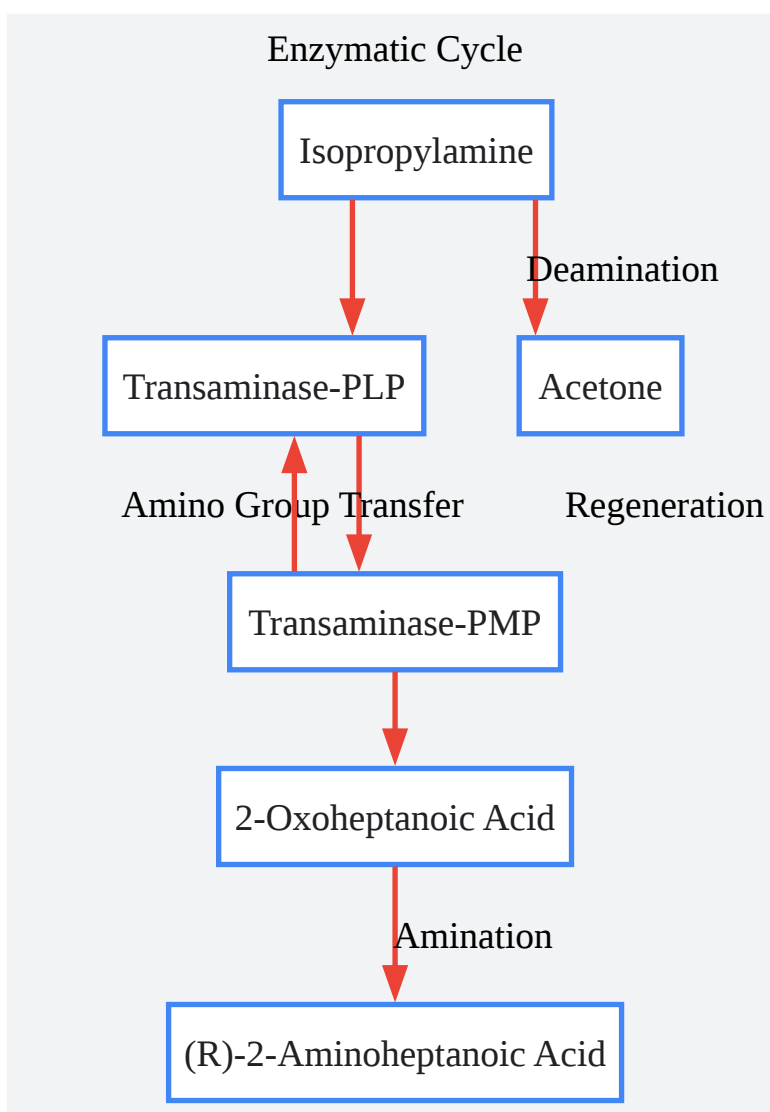 Enzymatic Cycle
Isopropylamine
Deamination
Transaminase-PLP
Acetone
Amino Group Transfer
Regeneration
Transaminase-PMP
2-Oxoheptanoic Acid
Amination
(R)-2-Aminoheptanoic Acid